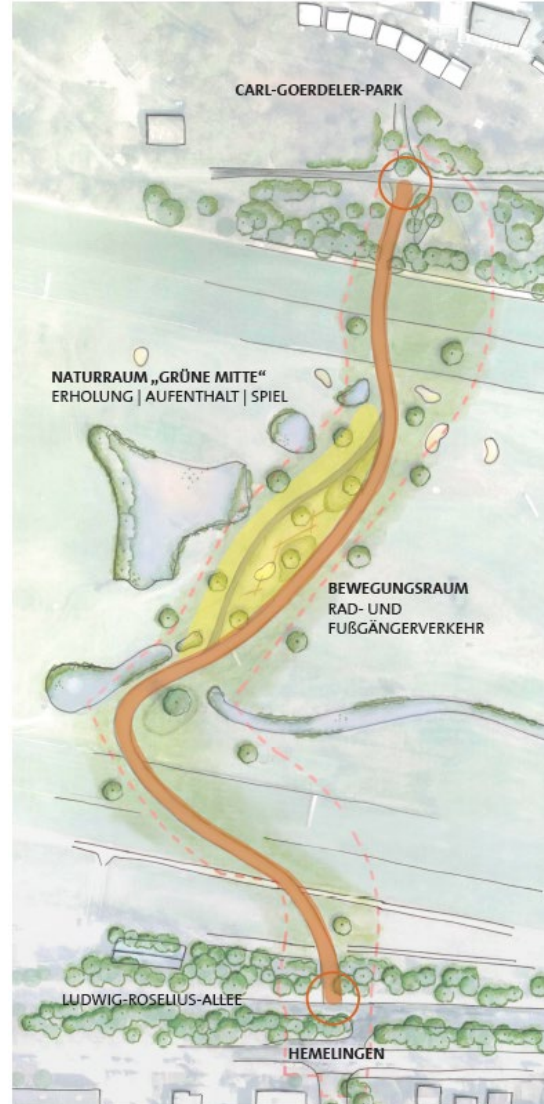 CARL-GOERDELER-PARK
NATURRAUM „GRÜNE MITTE“
ERHOLUNG | AUFENTHALT | SPIEL
BEWEGUNGSRAUM
RAD- UND
FUßGÄNGERVERKEHR
LUDWIG-ROSELIUS-ALLEE
HEMELINGEN